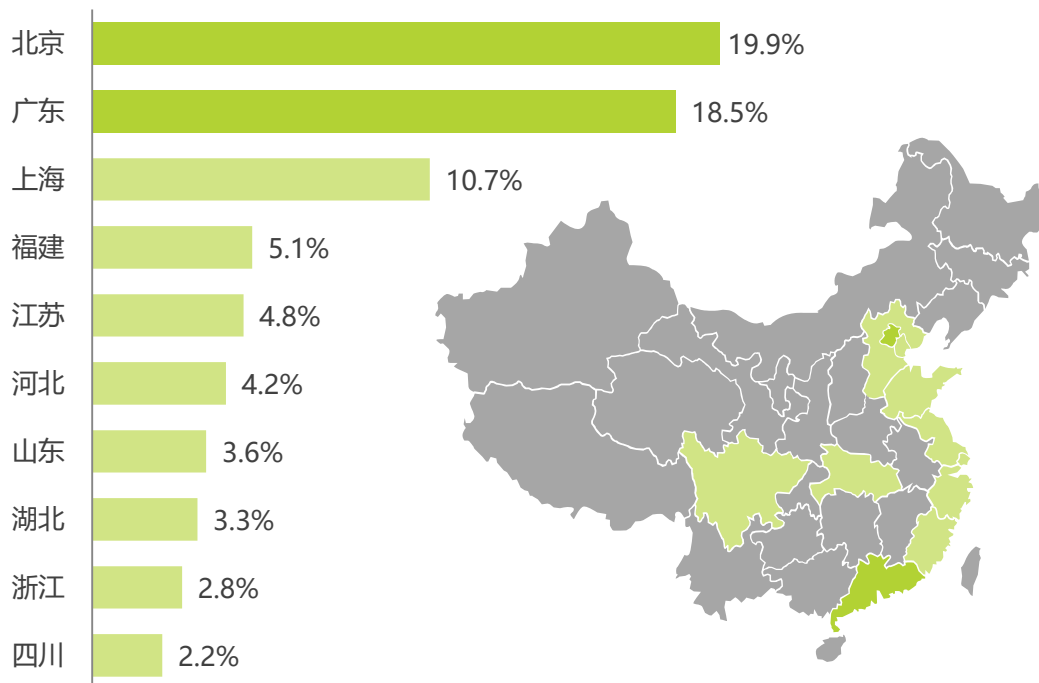 北京 19.9%
广东 18.5%
上海 10.7%
福建 5.1%
江苏 4.8%
河北 4.2%
山东 3.6%
湖北 3.3%
浙江 2.8%
四川 2.2%